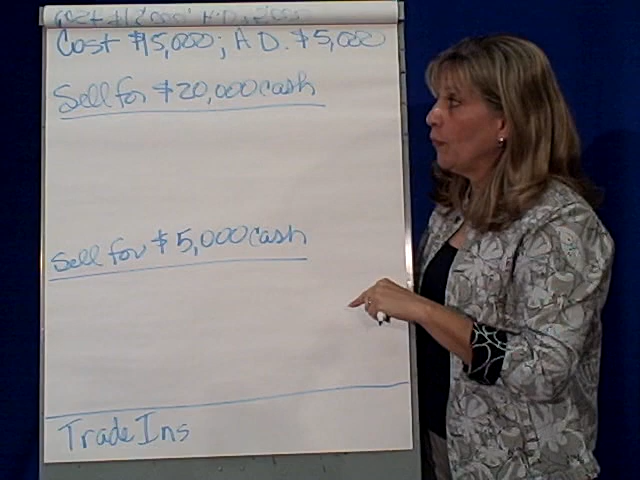 Cost $15,000; A.D. $5,000
Sell for $20,000 cash
Sell for $5,000 cash
Trade Ins